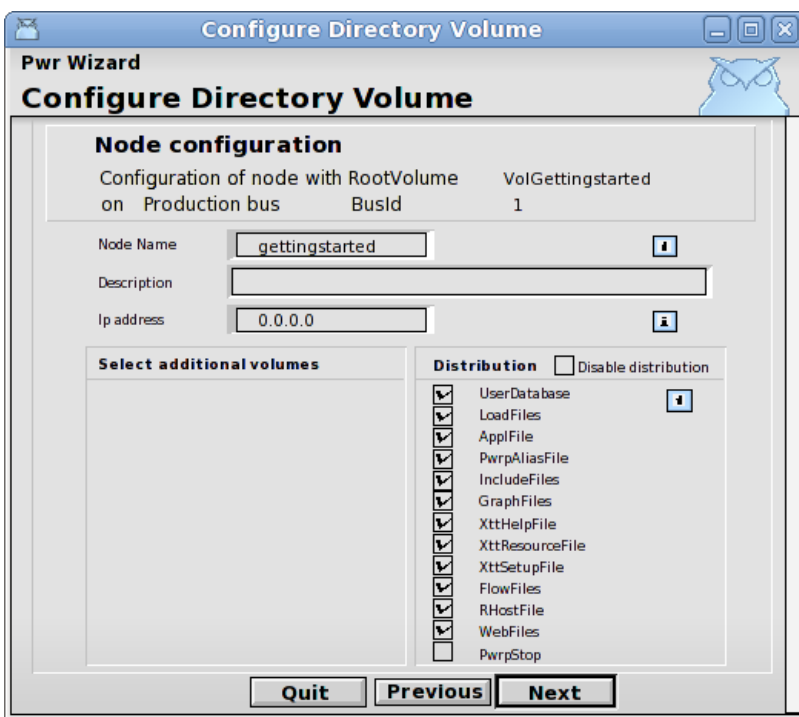 Configure Directory Volume
Pwr Wizard
Configure Directory Volume
Node configuration
Configuration of node with RootVolume VolGettingstarted
on Production bus BusId 1
Node Name gettingstarted i
Description
Ip address 0.0.0.0 i
Select additional volumes
Distribution Disable distribution
UserDatabase i
LoadFiles
ApplFile
PwrpAliasFile
IncludeFiles
GraphFiles
XttHelpFile
XttResourceFile
XttSetupFile
FlowFiles
RHostFile
WebFiles
PwrpStop
Quit Previous Next